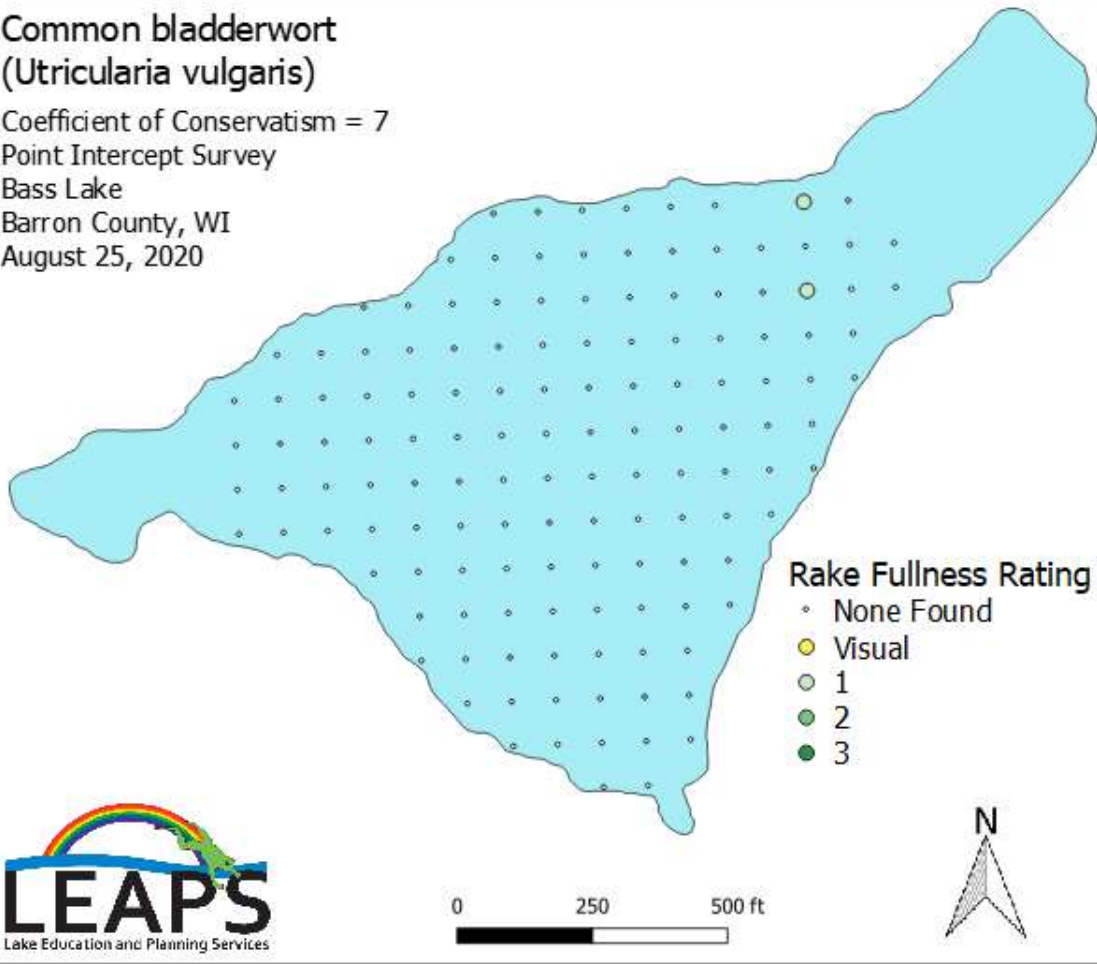 Common bladderwort
(Utricularia vulgaris)
Coefficient of Conservatism = 7
Point Intercept Survey
Bass Lake
Barron County, WI
August 25, 2020
Rake Fullness Rating
None Found
Visual
1
2
3
LEAPS
Lake Education and Planning Services
0 250 500 ft
N